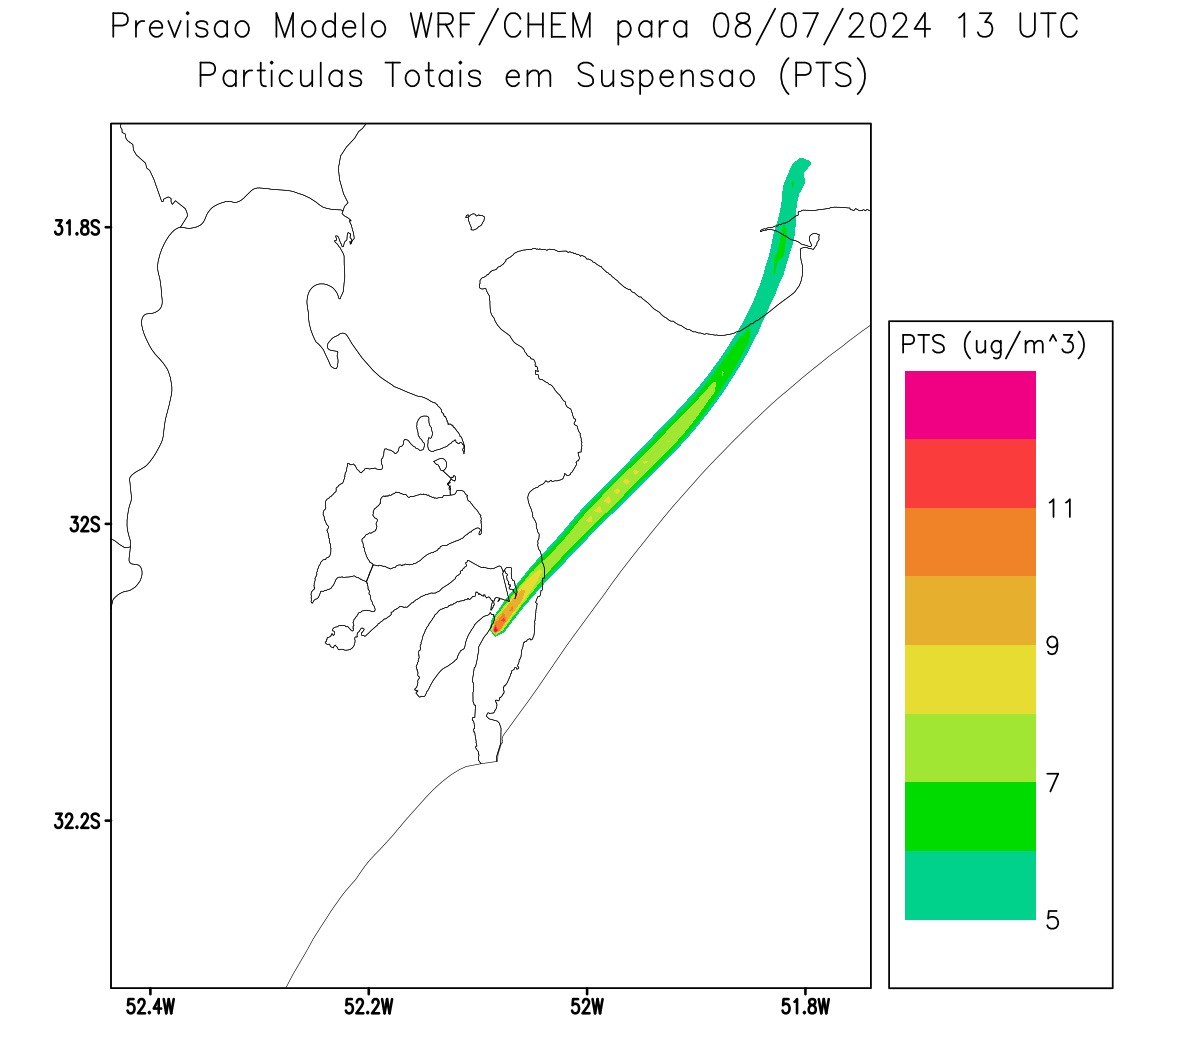 Previsao Modelo WRF/CHEM para 08/07/2024 13 UTC
Particulas Totais em Suspensao (PTS)
31.8S
32S
32.2S
52.4W
52.2W
52W
51.8W
PTS (ug/m^3)
11
9
7
5